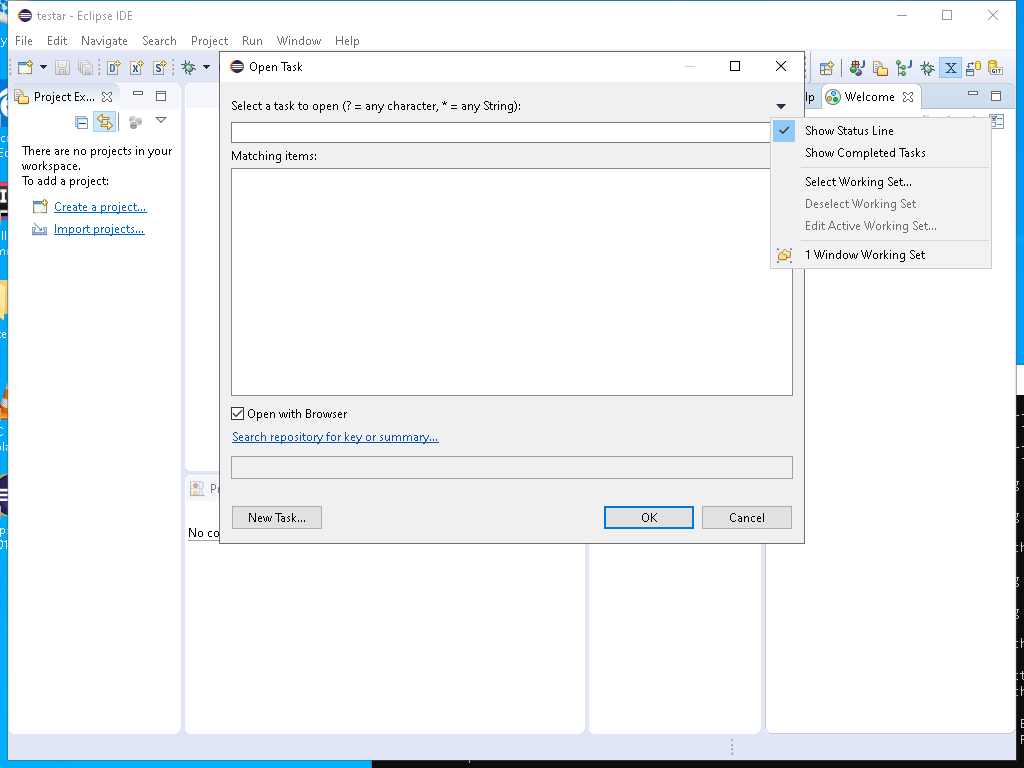 testar - Eclipse IDE
File Edit Navigate Search Project Run Window Help
Open Task
Project Ex...
Welcome
Select a task to open (? = any character, * = any String):
Matching items:
Show Status Line
Show Completed Tasks
Select Working Set...
Deselect Working Set
Edit Active Working Set...
1 Window Working Set
There are no projects in your
workspace.
To add a project:
Create a project...
Import projects...
Open with Browser
Search repository for key or summary...
New Task...
OK
Cancel
No co